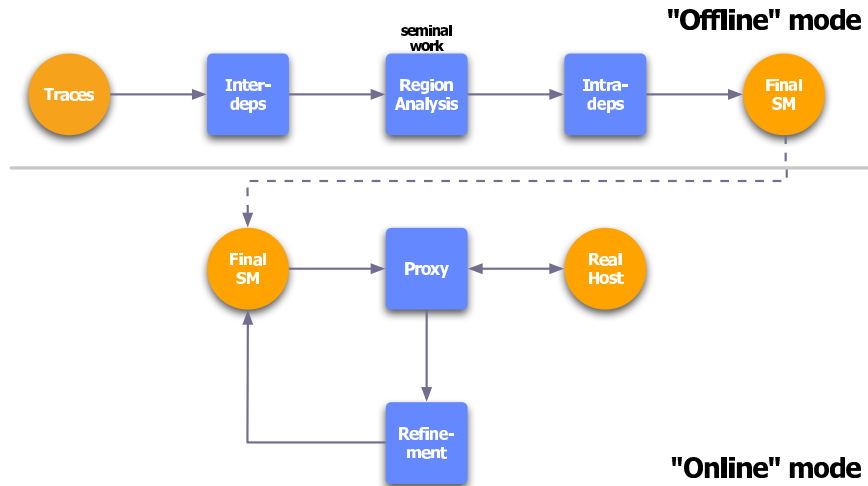 "Offline" mode
seminal
work
Traces
Inter-
deps
Region
Analysis
Intra-
deps
Final
SM
Final
SM
Proxy
Real
Host
Refine-
ment
"Online" mode